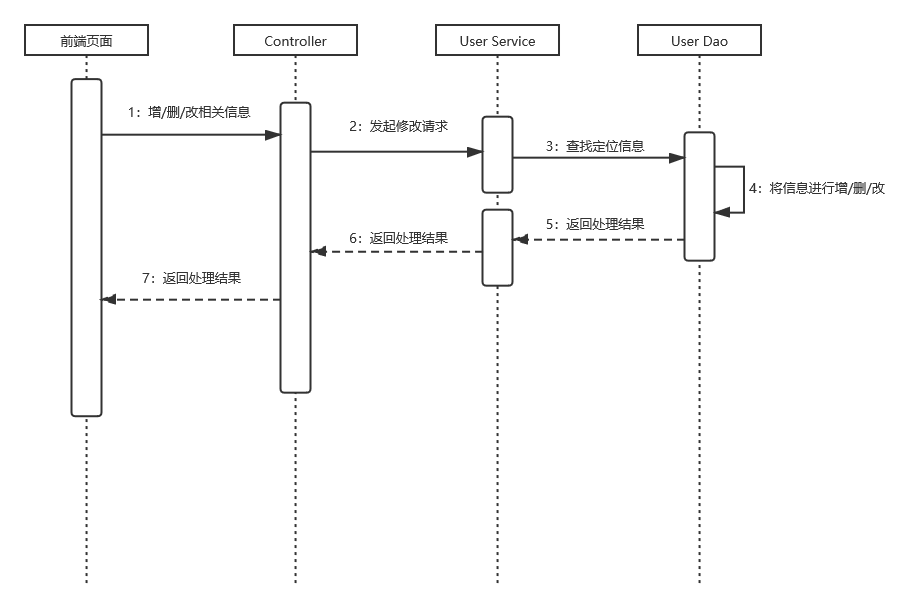 前端页面
Controller
User Service
User Dao
1：增/删/改相关信息
2：发起修改请求
3：查找定位信息
4：将信息进行增/删/改
5：返回处理结果
6：返回处理结果
7：返回处理结果